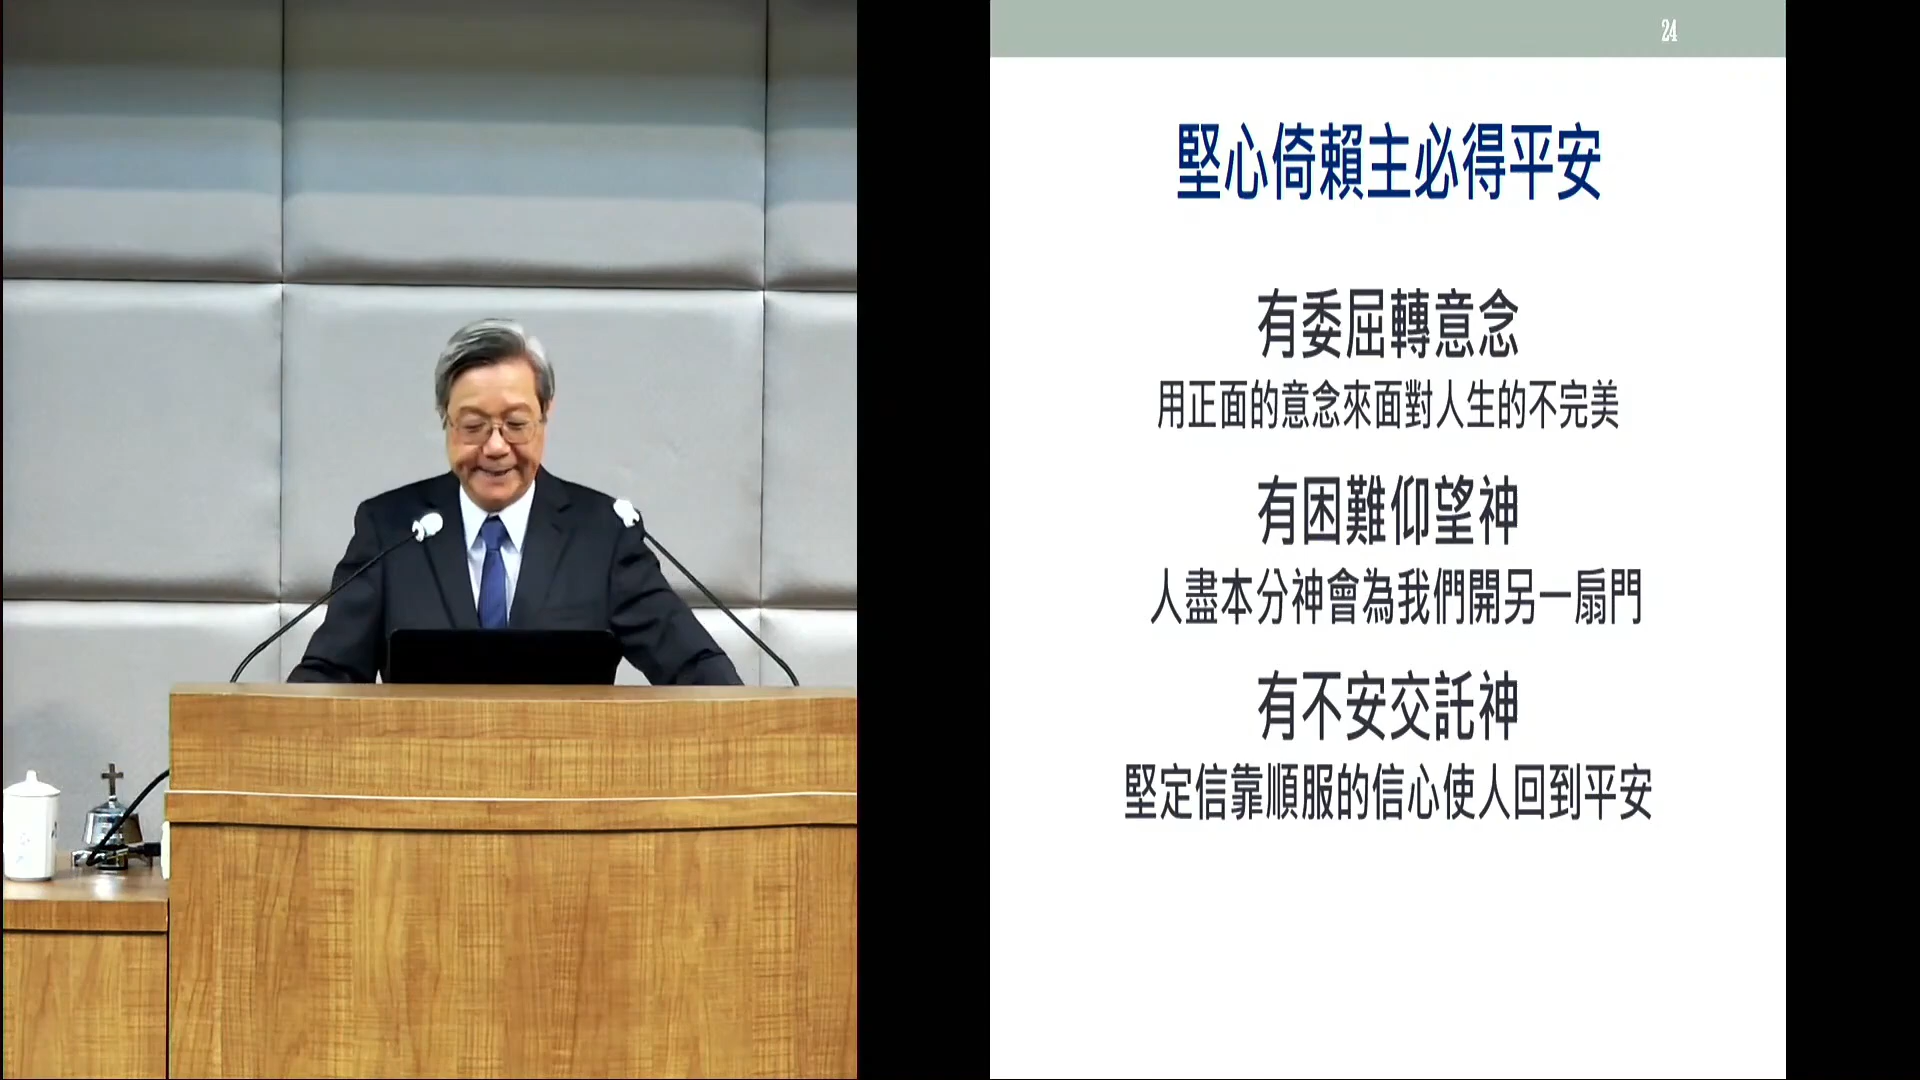 24
堅心倚賴主必得平安
有委屈轉意念
用正面的意念來面對人生的不完美
有困難仰望神
人盡本分神會為我們開另一扇門
有不安交託神
堅定信靠順服的信心使人回到平安